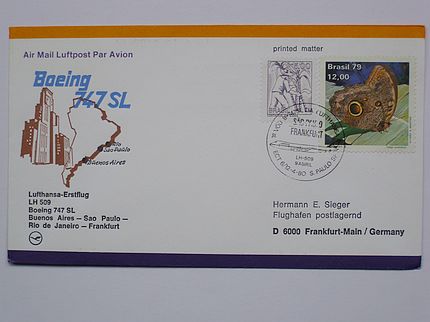 Air Mail Luftpost Par Avion
printed matter
Boeing
747 SL
Rio
São Paulo
Buenos Aires
Brasil 79
12,00
FRANKFURT
LH-509
BRASIL
Lufthansa-Erstflug
LH 509
Boeing 747 SL
Buenos Aires — Sao Paulo —
Rio de Janeiro — Frankfurt
Hermann E. Sieger
Flughafen postlagernd
D 6000 Frankfurt-Main / Germany